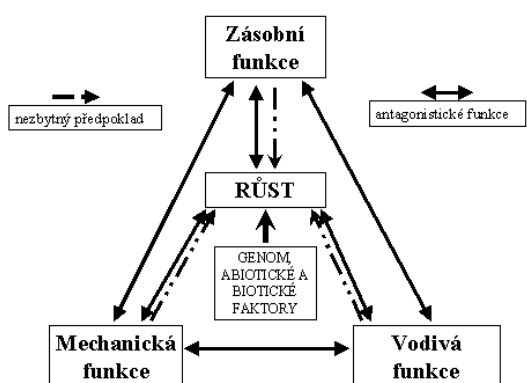 Zásobní
funkce
nezbytný předpoklad
antagonistické funkce
RŮST
GENOM,
ABIOTICKÉ A
BIOTICKÉ
FAKTORY
Mechanická
funkce
Vodivá
funkce